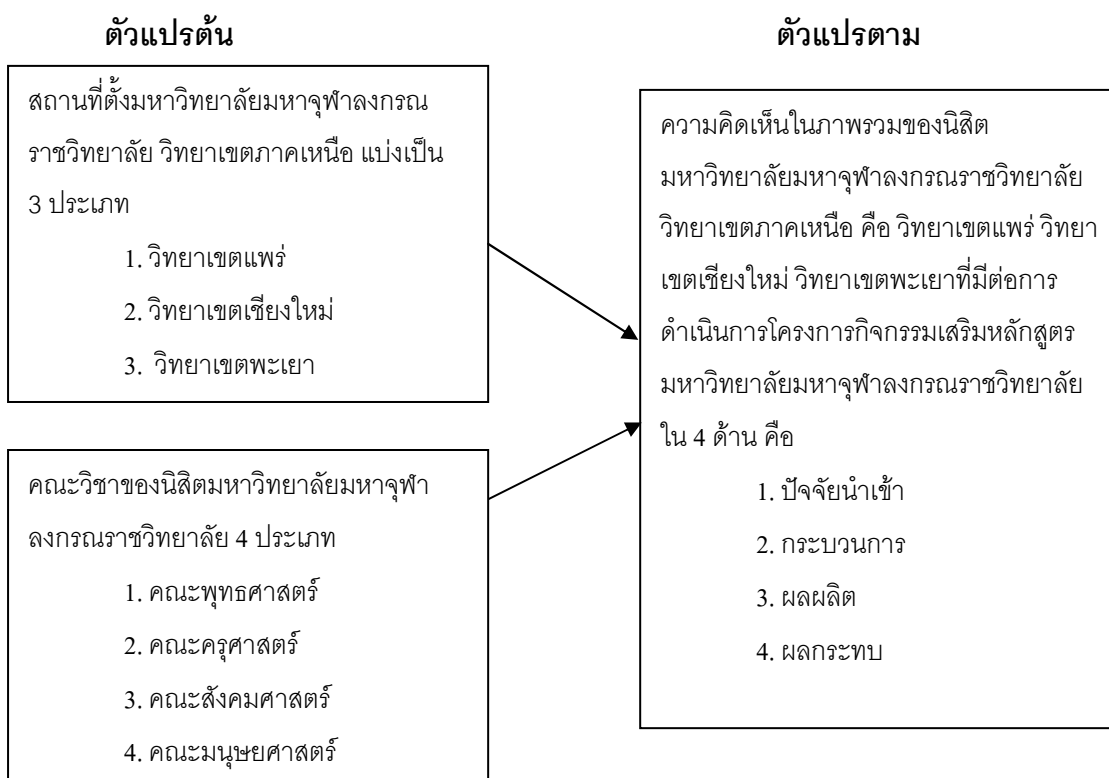 ตัวแปรต้น
สถานที่ตั้งมหาวิทยาลัยมหาจุฬาลงกรณ
ราชวิทยาลัย วิทยาเขตภาคเหนือ แบ่งเป็น
3 ประเภท
1. วิทยาเขตแพร่
2. วิทยาเขตเชียงใหม่
3. วิทยาเขตพะเยา
คณะวิชาของนิสิตมหาวิทยาลัยมหาจุฬา
ลงกรณราชวิทยาลัย 4 ประเภท
1. คณะพุทธศาสตร์
2. คณะครุศาสตร์
3. คณะสังคมศาสตร์
4. คณะมนุษยศาสตร์
ตัวแปรตาม
ความคิดเห็นในภาพรวมของนิสิต
มหาวิทยาลัยมหาจุฬาลงกรณราชวิทยาลัย
วิทยาเขตภาคเหนือ คือ วิทยาเขตแพร่ วิทยา
เขตเชียงใหม่ วิทยาเขตพะเยาที่มีต่อการ
ดำเนินการโครงการกิจกรรมเสริมหลักสูตร
มหาวิทยาลัยมหาจุฬาลงกรณราชวิทยาลัย
ใน 4 ด้าน คือ
1. ปัจจัยนำเข้า
2. กระบวนการ
3. ผลผลิต
4. ผลกระทบ